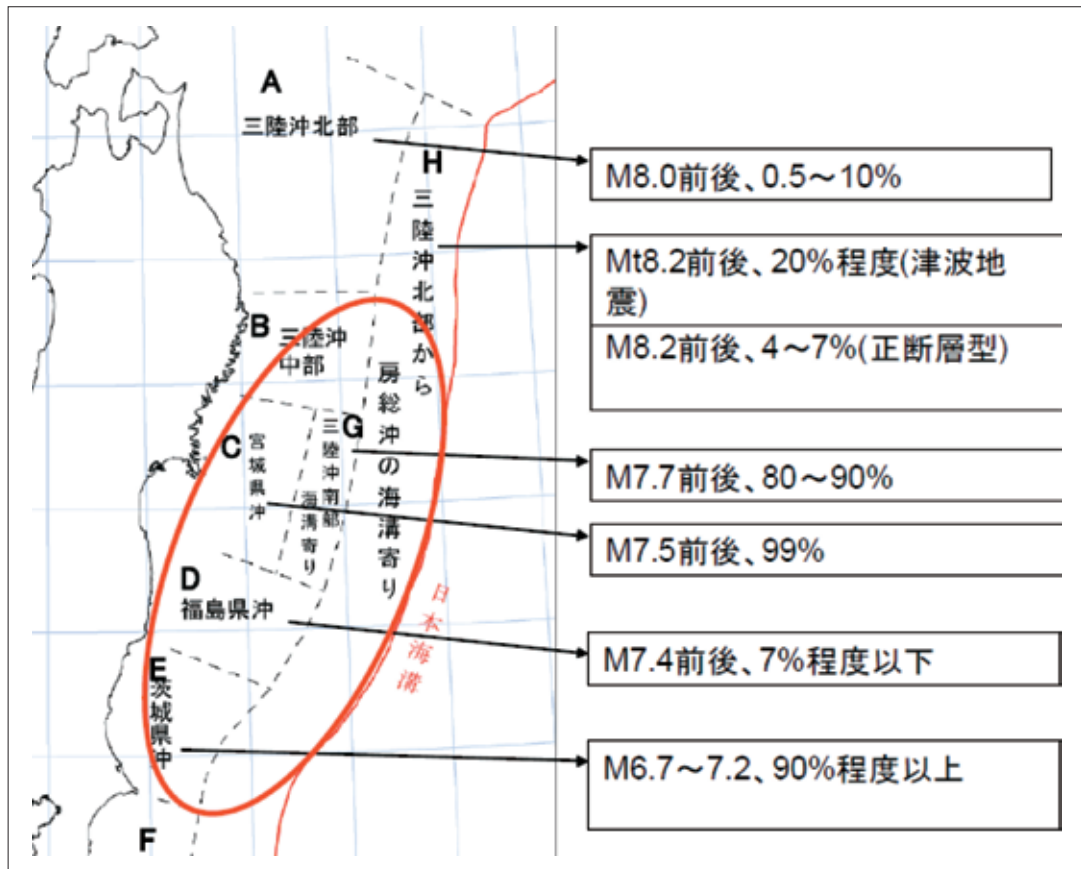 A
三陸沖北部
H
三陸沖北部から
房総沖の海溝寄り
B
三陸沖
中部
G
三陸沖南部
海溝寄り
C
宮城県沖
D
福島県沖
E
茨城県沖
F
日本海溝
M8.0前後、0.5～10%
Mt8.2前後、20%程度(津波地
震)
M8.2前後、4～7%(正断層型)
M7.7前後、80～90%
M7.5前後、99%
M7.4前後、7%程度以下
M6.7～7.2、90%程度以上